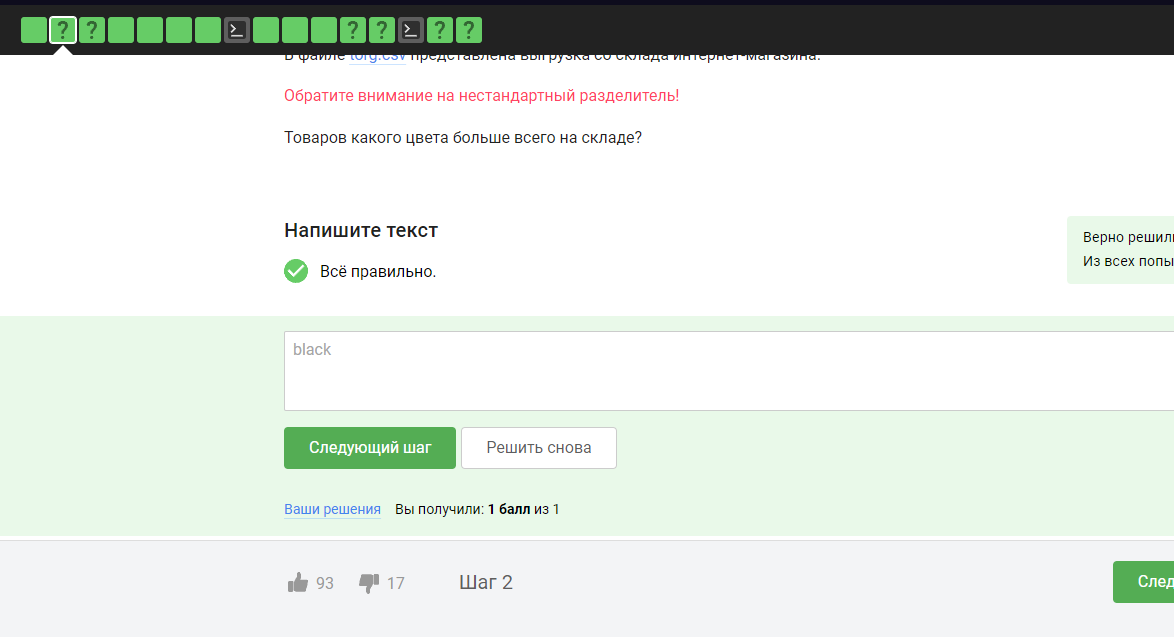 ? ? ? ? ? ?
В файле torg.csv представлена выгрузка со склада интернет-магазина.
Обратите внимание на нестандартный разделитель!
Товаров какого цвета больше всего на складе?
Напишите текст
Верно решил
Всё правильно.
Из всех попы
black
Следующий шаг Решить снова
Ваши решения Вы получили: 1 балл из 1
93 17 Шаг 2
След